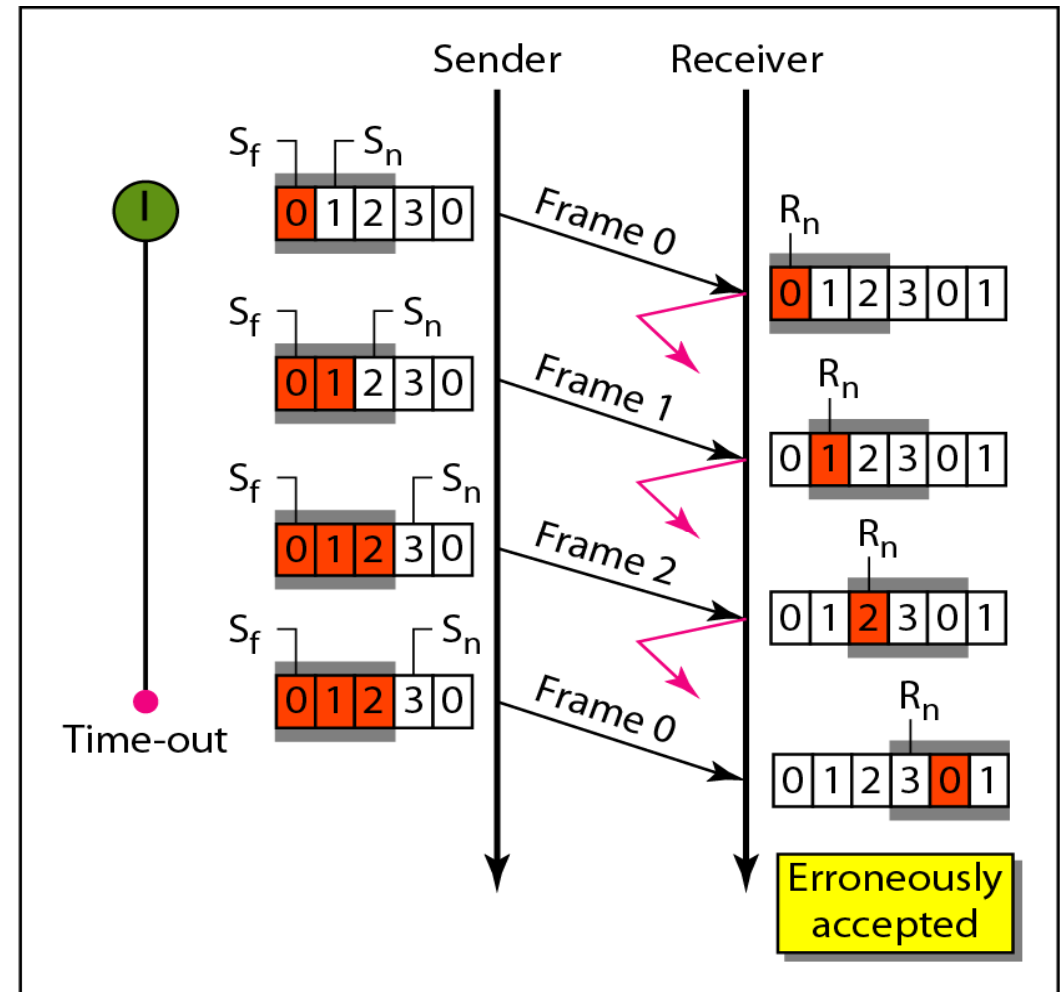 Sender Receiver
Sf Sn
0 1 2 3 0
Frame 0
Rn
0 1 2 3 0 1
Sf Sn
0 1 2 3 0
Frame 1
Rn
0 1 2 3 0 1
Sf Sn
0 1 2 3 0
Frame 2
Rn
0 1 2 3 0 1
Sf Sn
0 1 2 3 0
Frame 0
Rn
0 1 2 3 0 1
Time-out
Erroneously
accepted